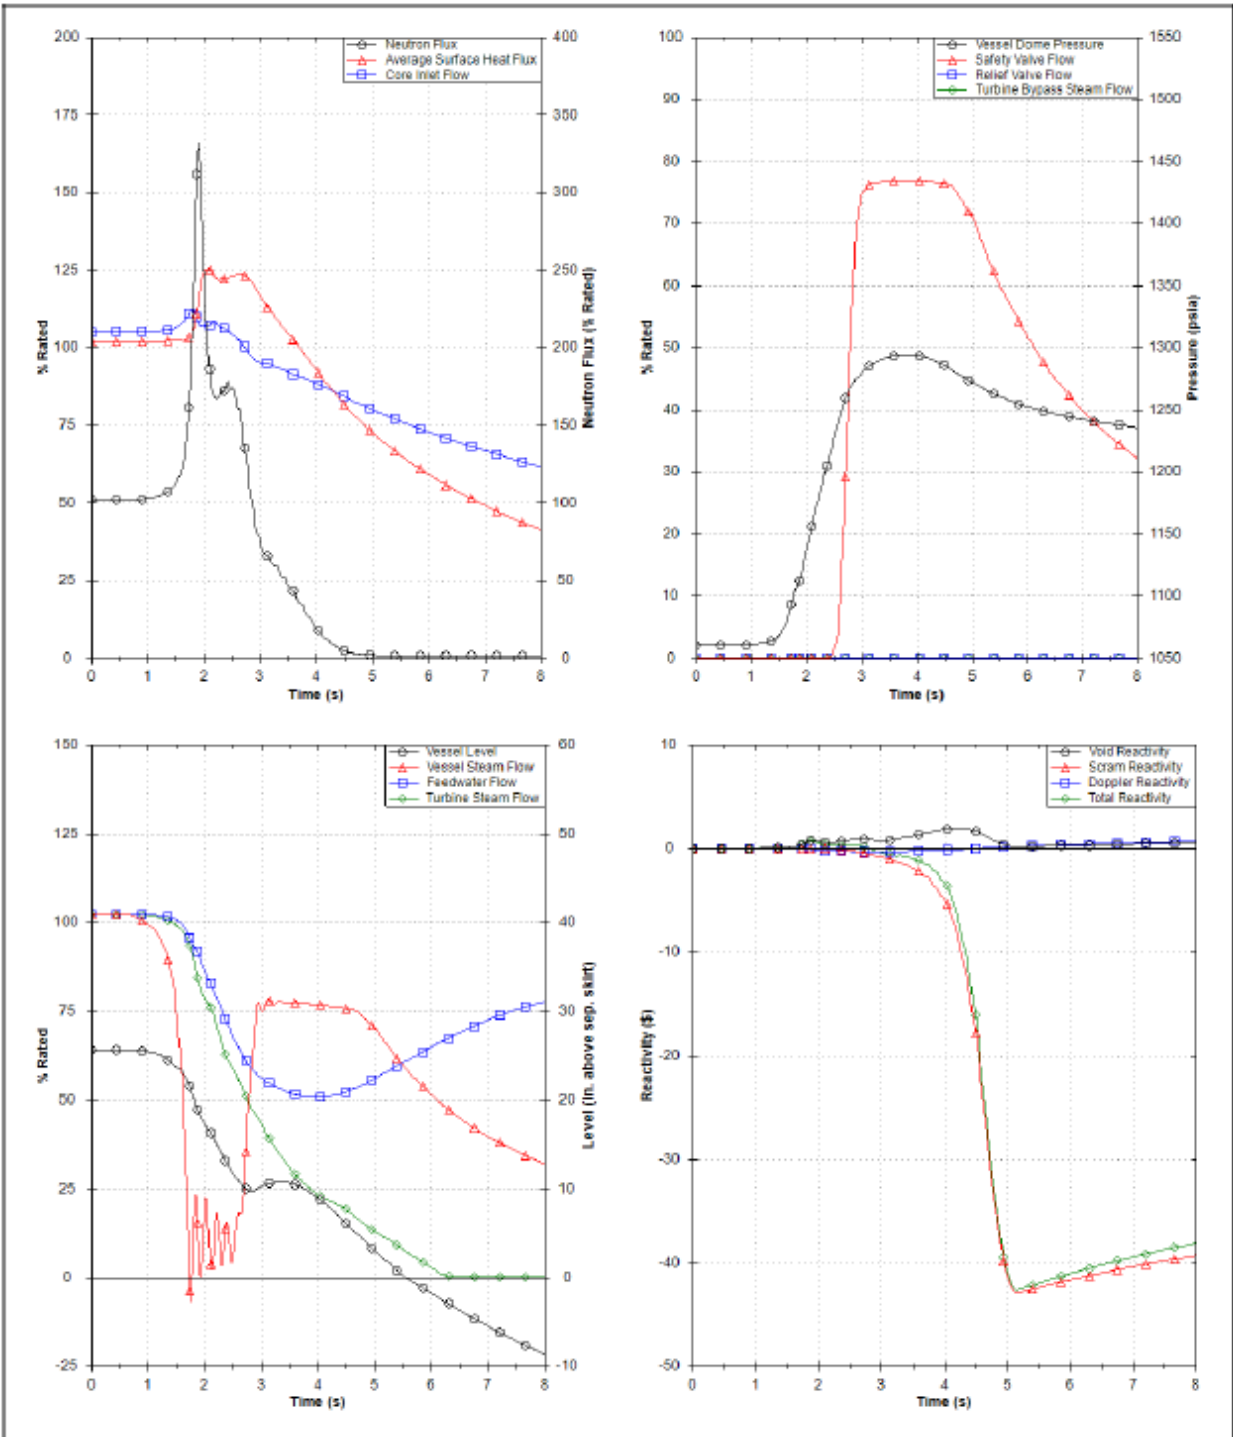 200
175
150
125
100
75
50
25
0
% Rated
Neutron Flux
Average Surface Heat Flux
Core Inlet Flow
400
350
300
250
200
150
100
50
0
Neutron Flux (% Rated)
0 1 2 3 4 5 6 7 8
Time (s)
100
90
80
70
60
50
40
30
20
10
0
% Rated
Vessel Dome Pressure
Safety Valve Flow
Relief Valve Flow
Turbine Bypass Steam Flow
1550
1500
1450
1400
1350
1300
1250
1200
1150
1100
1050
Pressure (psia)
0 1 2 3 4 5 6 7 8
Time (s)
150
125
100
75
50
25
0
-25
% Rated
Vessel Level
Vessel Steam Flow
Feedwater Flow
Turbine Steam Flow
60
50
40
30
20
10
0
-10
Level (in. above sep. skirt)
0 1 2 3 4 5 6 7 8
Time (s)
10
0
-10
-20
-30
-40
-50
Reactivity ($)
Void Reactivity
Scram Reactivity
Doppler Reactivity
Total Reactivity
0 1 2 3 4 5 6 7 8
Time (s)